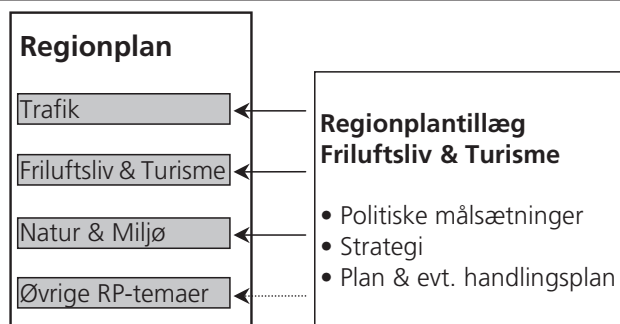 Regionplan
Trafik
Friluftsliv & Turisme
Natur & Miljø
Øvrige RP-temaer
Regionplantillæg
Friluftsliv & Turisme
• Politiske målsætninger
• Strategi
• Plan & evt. handlingsplan